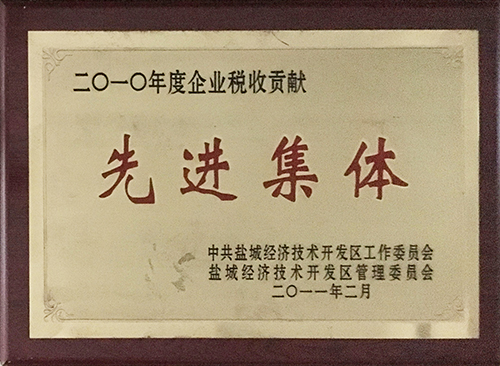 二〇一〇年度企业税收贡献
先进集体
中共盐城经济技术开发区工作委员会
盐城经济技术开发区管理委员会
二〇一一年二月